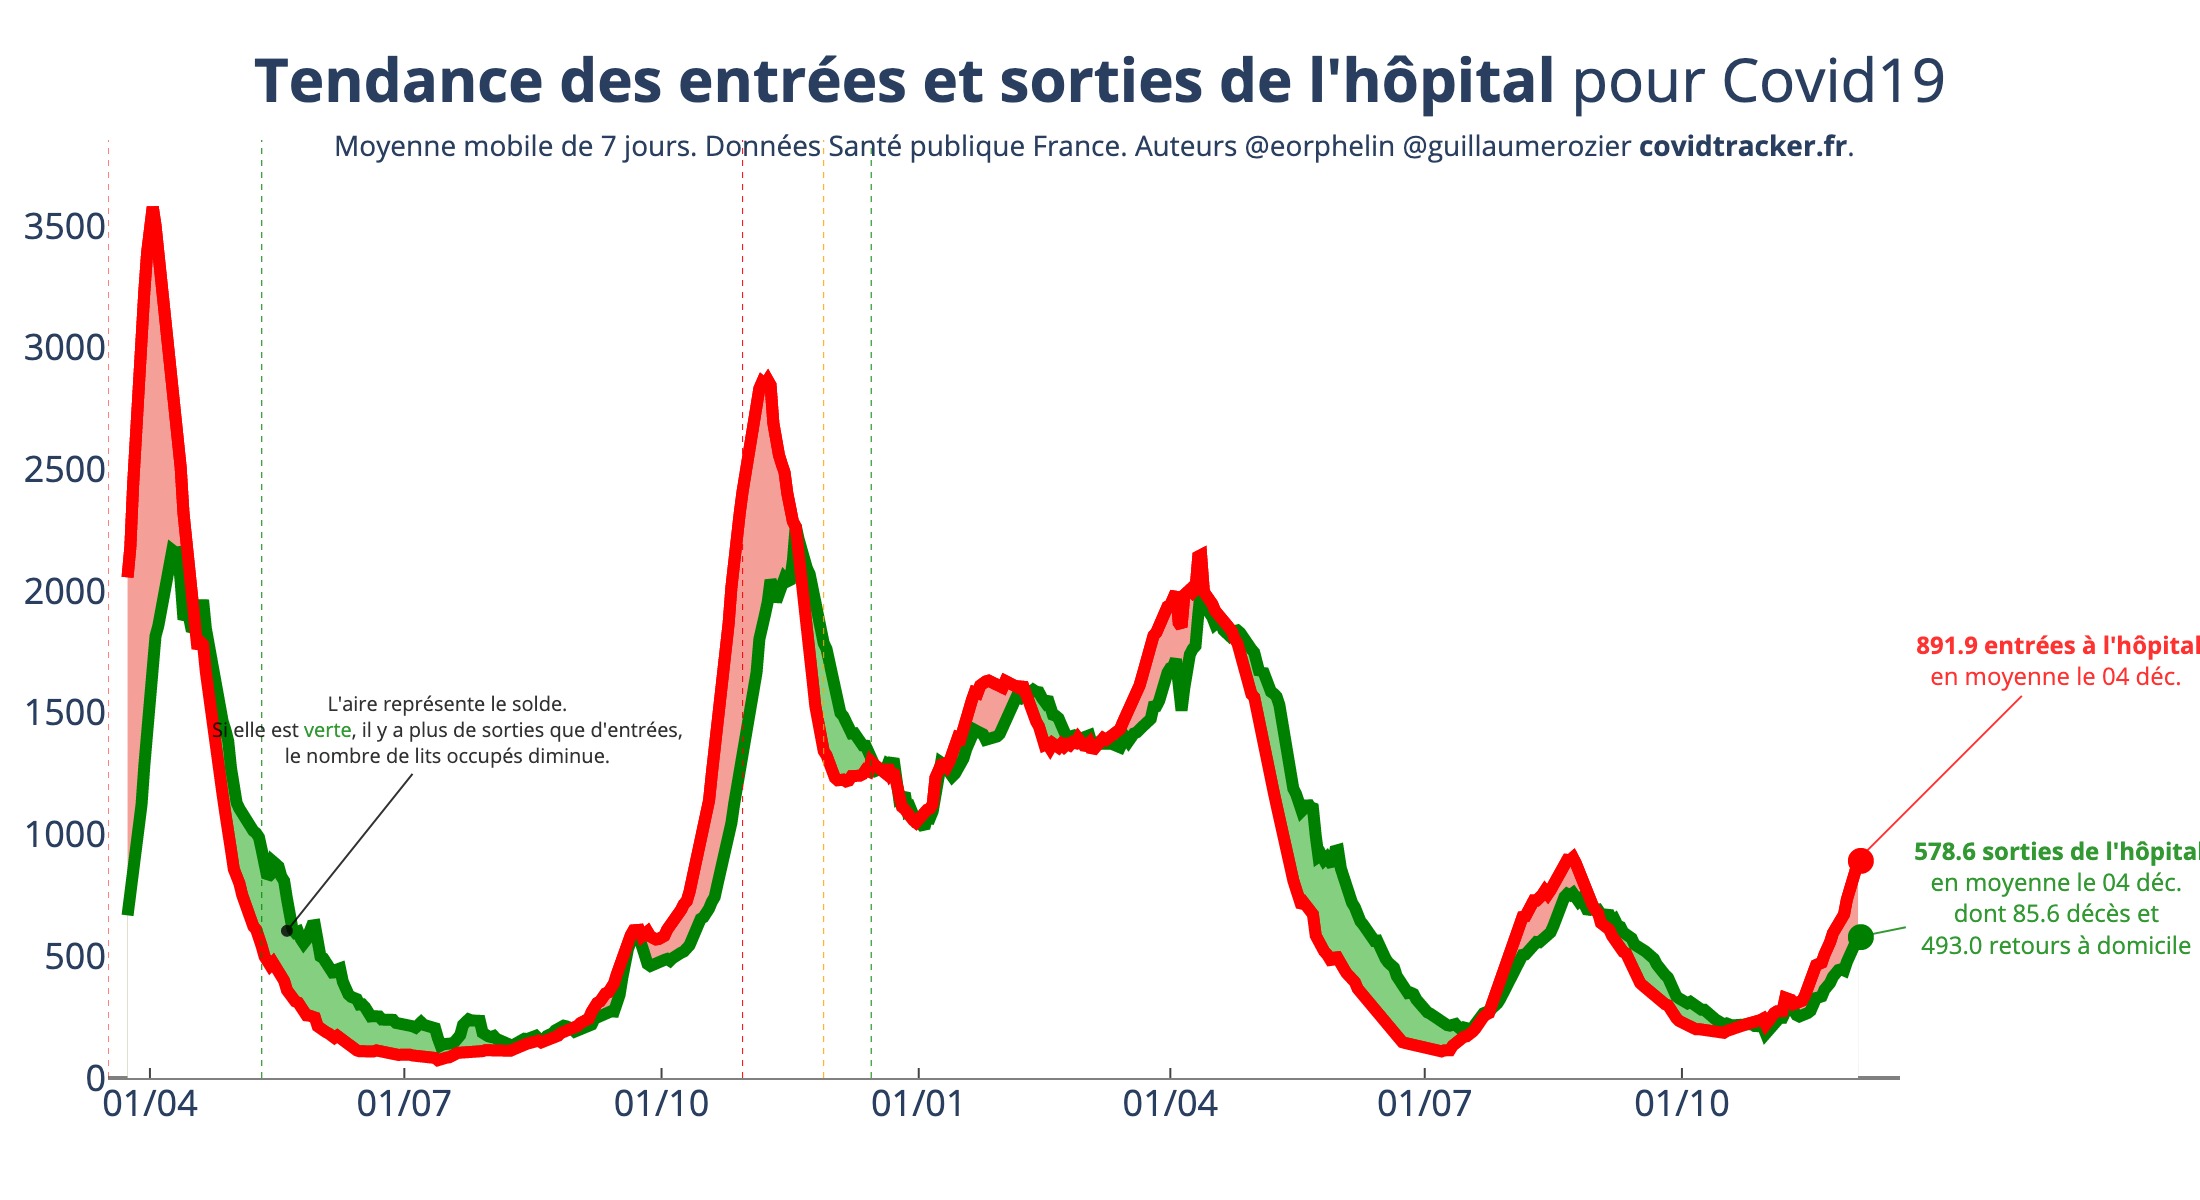 Tendance des entrées et sorties de l'hôpital pour Covid19
Moyenne mobile de 7 jours. Données Santé publique France. Auteurs @eorphelin @guillaumerozier covidtracker.fr.
3500
3000
2500
2000
1500
1000
500
0
L'aire représente le solde.
Si elle est verte, il y a plus de sorties que d'entrées,
le nombre de lits occupés diminue.
891.9 entrées à l'hôpital
en moyenne le 04 déc.
578.6 sorties de l'hôpital
en moyenne le 04 déc.
dont 85.6 décès et
493.0 retours à domicile
01/04 01/07 01/10 01/01 01/04 01/07 01/10